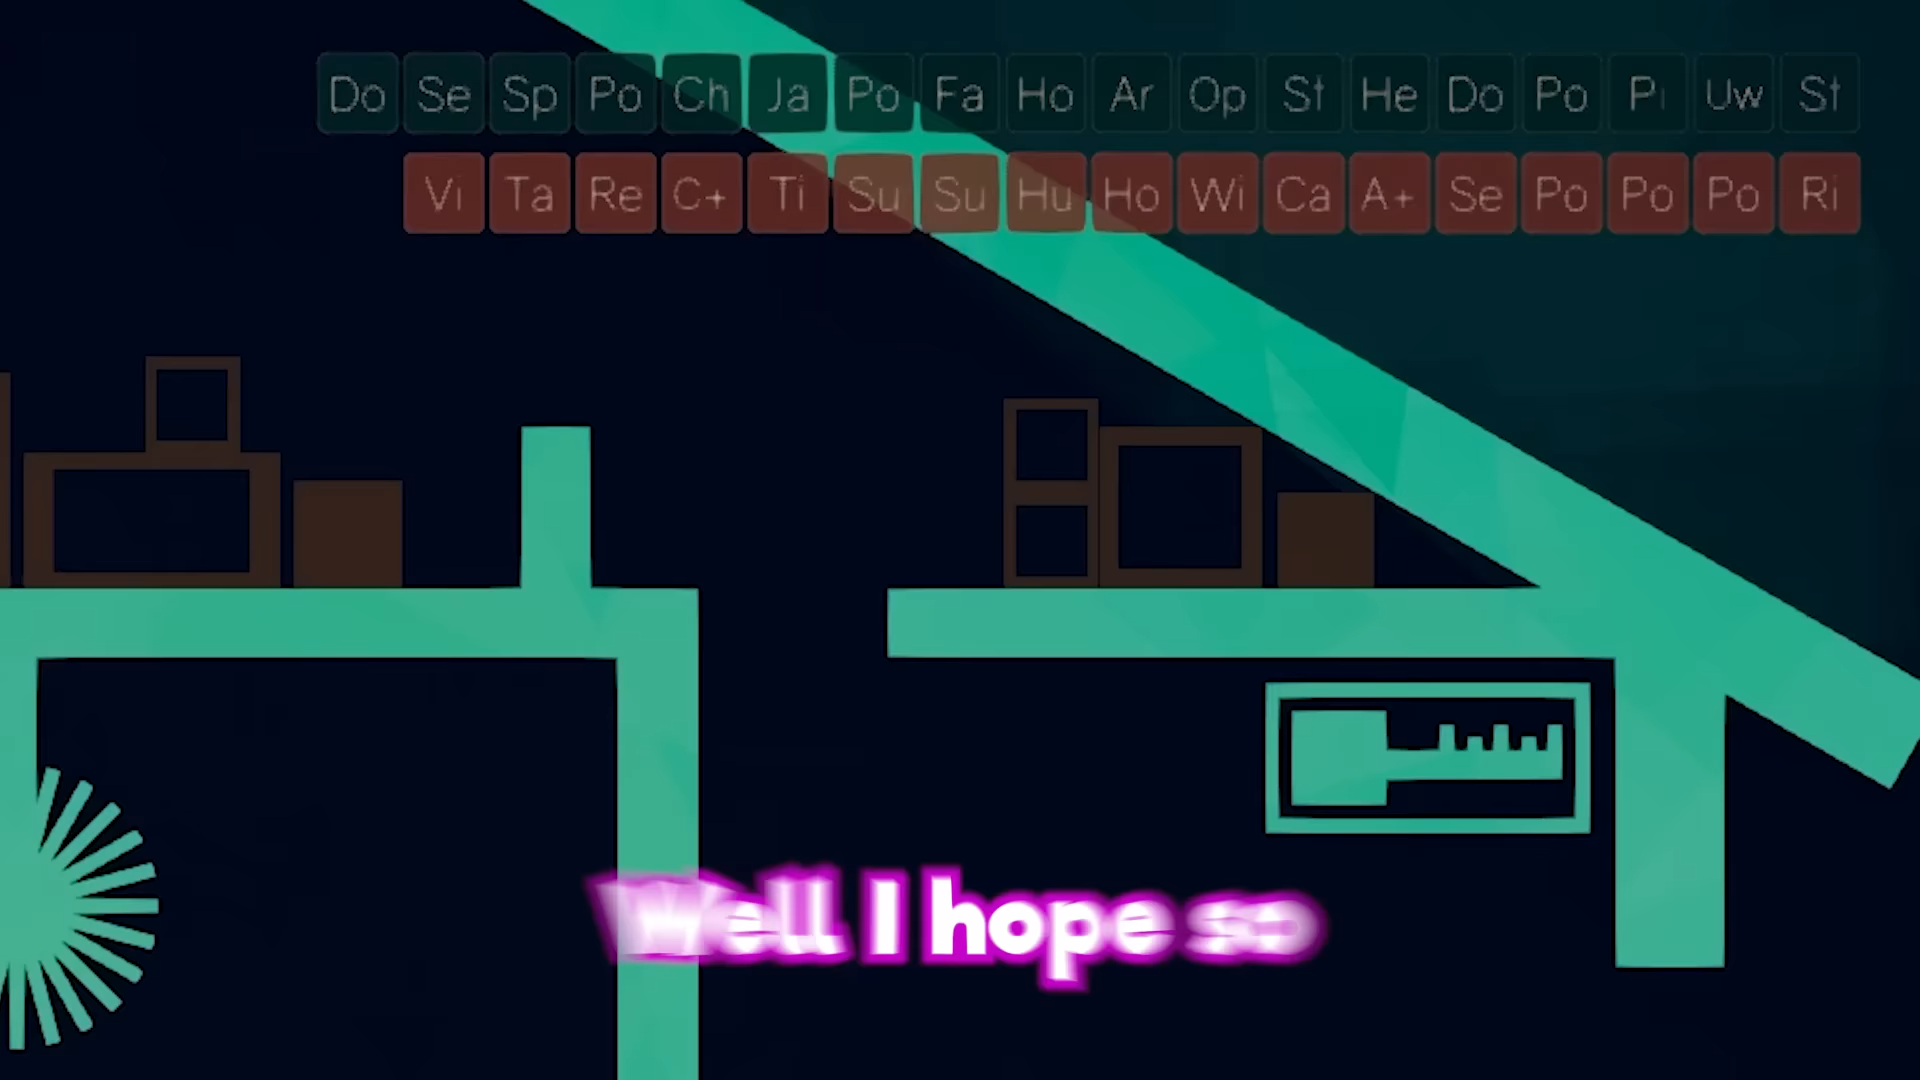 Do Se Sp Po Ch Ja Po Fa Ho Ar Op St He Do Po Pi Uw St
Vi Ta Re C+ Ti Su Su Hu Ho Wi Ca A+ Se Po Po Po Ri
Well I hope so